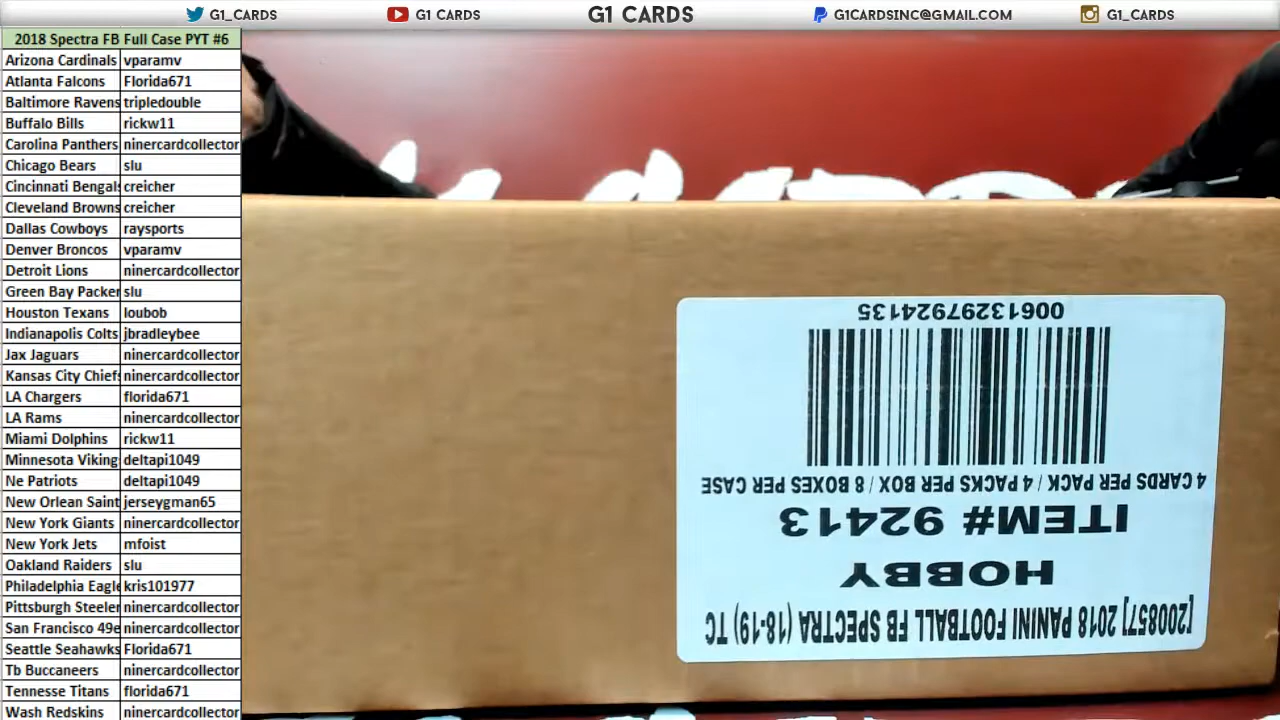 G1_CARDS
G1 CARDS
G1 CARDS
G1CARDSINC@GMAIL.COM
G1_CARDS
2018 Spectra FB Full Case PYT #6
Arizona Cardinals vparamv
Atlanta Falcons Florida671
Baltimore Ravens tripledouble
Buffalo Bills rickw11
Carolina Panthers ninercardcollector
Chicago Bears slu
Cincinnati Bengals creicher
Cleveland Browns creicher
Dallas Cowboys raysports
Denver Broncos vparamv
Detroit Lions ninercardcollector
Green Bay Packer slu
Houston Texans loubob
Indianapolis Colts jbradleybee
Jax Jaguars ninercardcollector
Kansas City Chiefs ninercardcollector
LA Chargers florida671
LA Rams ninercardcollector
Miami Dolphins rickw11
Minnesota Viking deltapi1049
Ne Patriots deltapi1049
New Orlean Saint jerseygman65
New York Giants ninercardcollector
New York Jets mfoist
Oakland Raiders slu
Philadelphia Eagle kris101977
Pittsburgh Steeler ninercardcollector
San Francisco 49e ninercardcollector
Seattle Seahawks Florida671
Tb Buccaneers ninercardcollector
Tennesse Titans florida671
Wash Redskins ninercardcollector
[200857] 2018 PANINI FOOTBALL FB SPECTRA (18-19) TC
HOBBY
ITEM# 92413
4 CARDS PER PACK / 4 PACKS PER BOX / 8 BOXES PER CASE
00613297924135